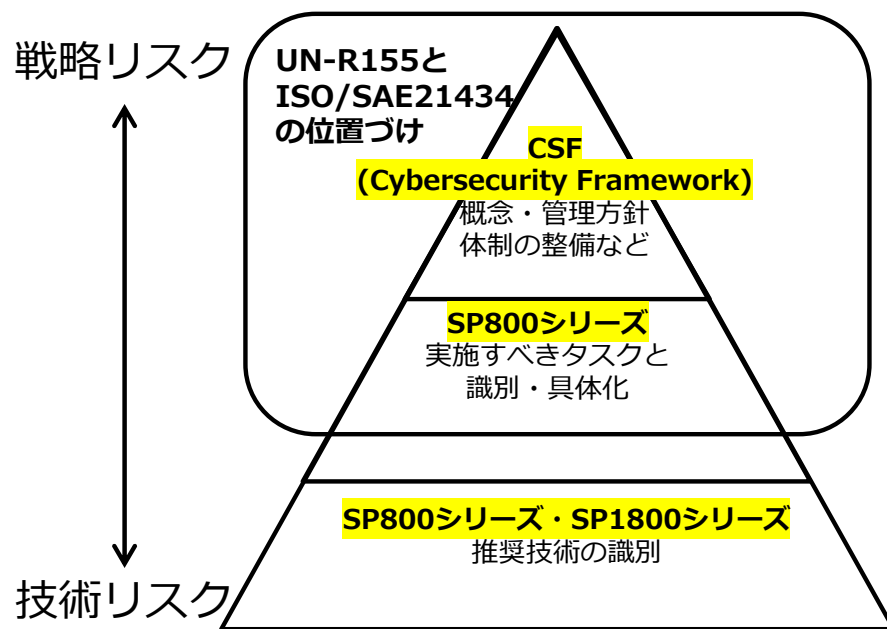 戦略リスク
UN-R155と
ISO/SAE21434
の位置づけ
CSF
(Cybersecurity Framework)
概念・管理方針
体制の整備など
SP800シリーズ
実施すべきタスクと
識別・具体化
SP800シリーズ・SP1800シリーズ
推奨技術の識別
技術リスク